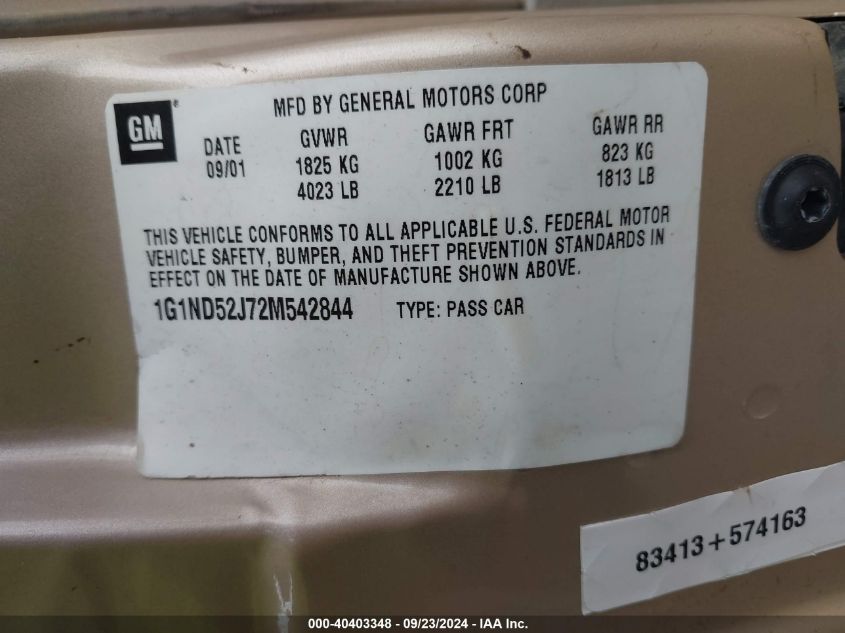 MFD BY GENERAL MOTORS CORP
GM®
DATE GVWR GAWR FRT GAWR RR
09/01 1825 KG 1002 KG 823 KG
4023 LB 2210 LB 1813 LB
THIS VEHICLE CONFORMS TO ALL APPLICABLE U.S. FEDERAL MOTOR
VEHICLE SAFETY, BUMPER, AND THEFT PREVENTION STANDARDS IN
EFFECT ON THE DATE OF MANUFACTURE SHOWN ABOVE.
1G1ND52J72M542844 TYPE: PASS CAR
83413+574163
000-40403348 - 09/23/2024 - IAA Inc.